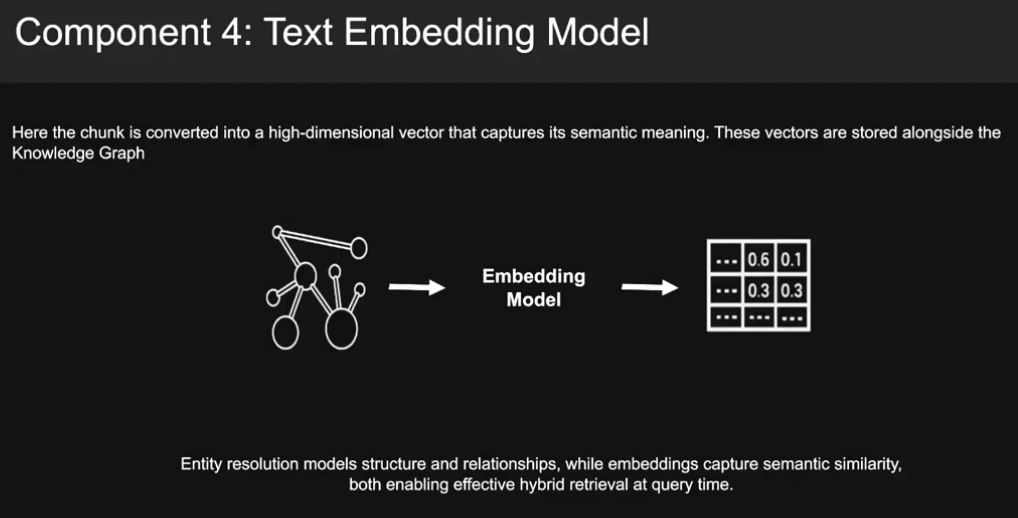 Component 4: Text Embedding Model
Here the chunk is converted into a high-dimensional vector that captures its semantic meaning. These vectors are stored alongside the
Knowledge Graph
Embedding
Model
--- 0.6 0.1
--- 0.3 0.3
--- --- ---
Entity resolution models structure and relationships, while embeddings capture semantic similarity,
both enabling effective hybrid retrieval at query time.